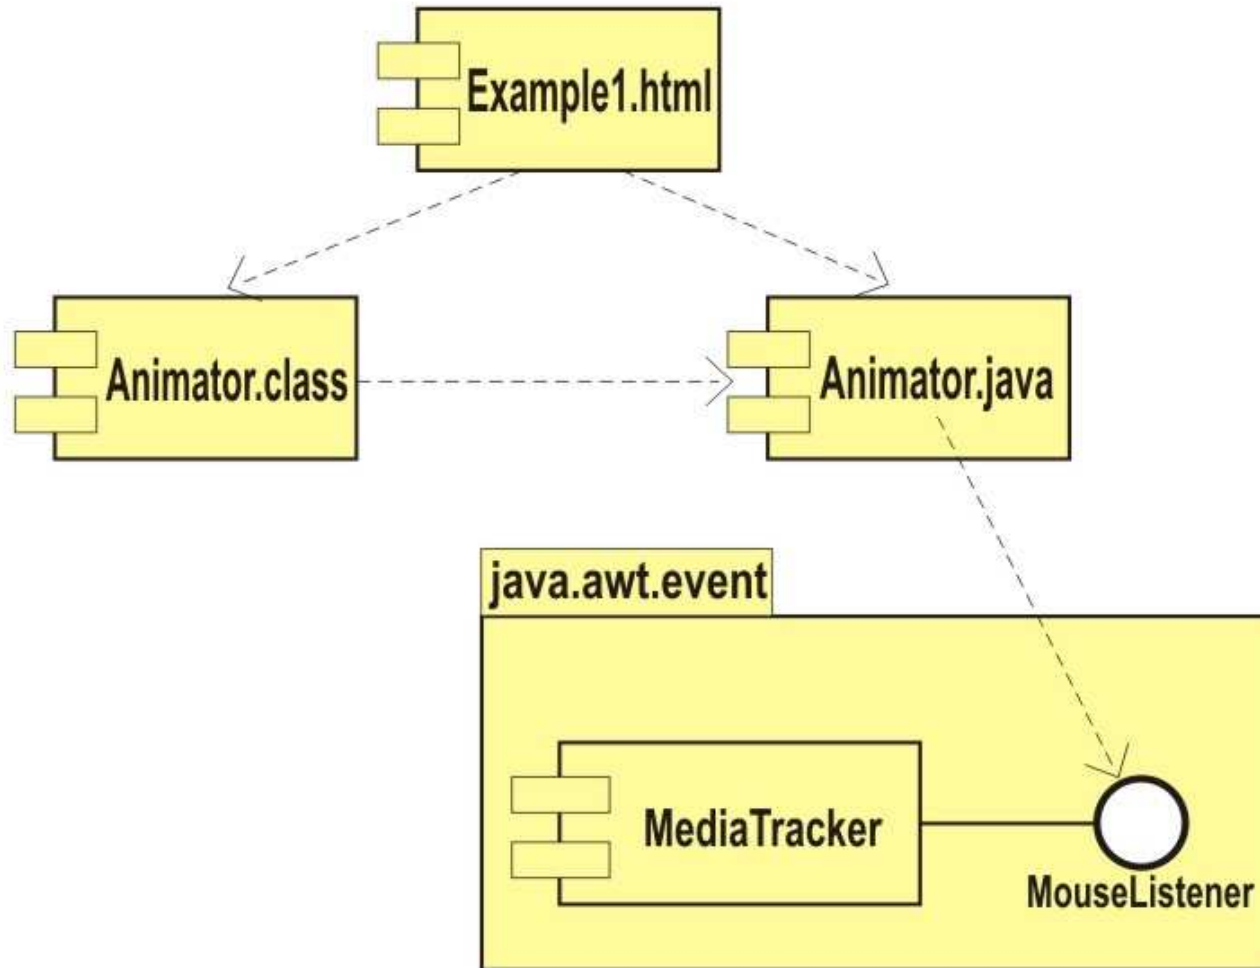 Example1.html
Animator.class
Animator.java
java.awt.event
MediaTracker
MouseListener